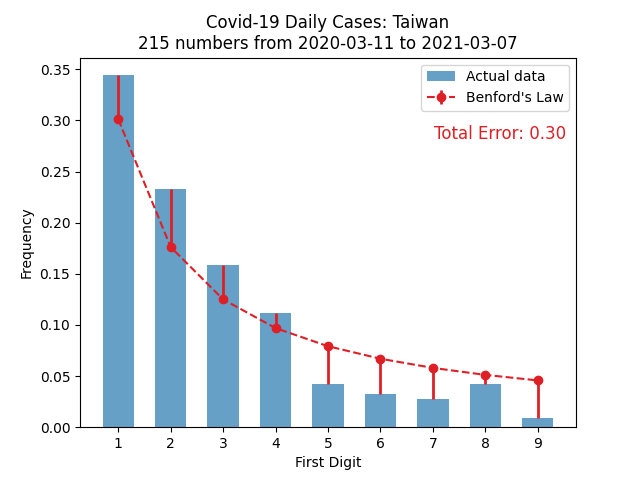 Covid-19 Daily Cases: Taiwan
215 numbers from 2020-03-11 to 2021-03-07
Actual data
Benford's Law
Total Error: 0.30
Frequency
0.35
0.30
0.25
0.20
0.15
0.10
0.05
0.00
1 2 3 4 5 6 7 8 9
First Digit